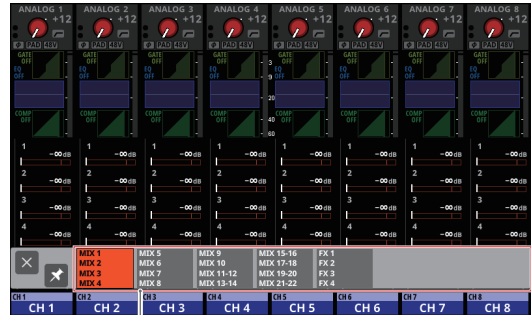 ANALOG 1 ANALOG 2 ANALOG 3 ANALOG 4 ANALOG 5 ANALOG 6 ANALOG 7 ANALOG 8
+12 +12 +12 +12 +12 +12 +12 +12
Φ PAD 48V Φ PAD 48V Φ PAD 48V Φ PAD 48V Φ PAD 48V Φ PAD 48V Φ PAD 48V Φ PAD 48V
GATE GATE GATE GATE GATE GATE GATE GATE
OFF OFF OFF OFF OFF OFF OFF OFF
EQ EQ EQ EQ EQ EQ EQ EQ
OFF OFF OFF OFF OFF OFF OFF OFF
COMP COMP COMP COMP COMP COMP COMP COMP
OFF OFF OFF OFF OFF OFF OFF OFF
3
9
20
40
60
1 1 1 1 1 1 1 1
-∞dB -∞dB -∞dB -∞dB -∞dB -∞dB -∞dB -∞dB
2 2 2 2 2 2 2 2
-∞dB -∞dB -∞dB -∞dB -∞dB -∞dB -∞dB -∞dB
3 3 3 3 3 3 3 3
-∞dB -∞dB -∞dB -∞dB -∞dB -∞dB -∞dB -∞dB
4 4 4 4 4 4 4 4
-∞dB -∞dB -∞dB -∞dB -∞dB -∞dB -∞dB -∞dB
MIX 1 MIX 5 MIX 9 MIX 15-16 FX 1
MIX 2 MIX 6 MIX 10 MIX 17-18 FX 2
MIX 3 MIX 7 MIX 11-12 MIX 19-20 FX 3
MIX 4 MIX 8 MIX 13-14 MIX 21-22 FX 4
CH 1 CH 2 CH 3 CH 4 CH 5 CH 6 CH 7 CH 8
CH 1 CH 2 CH 3 CH 4 CH 5 CH 6 CH 7 CH 8